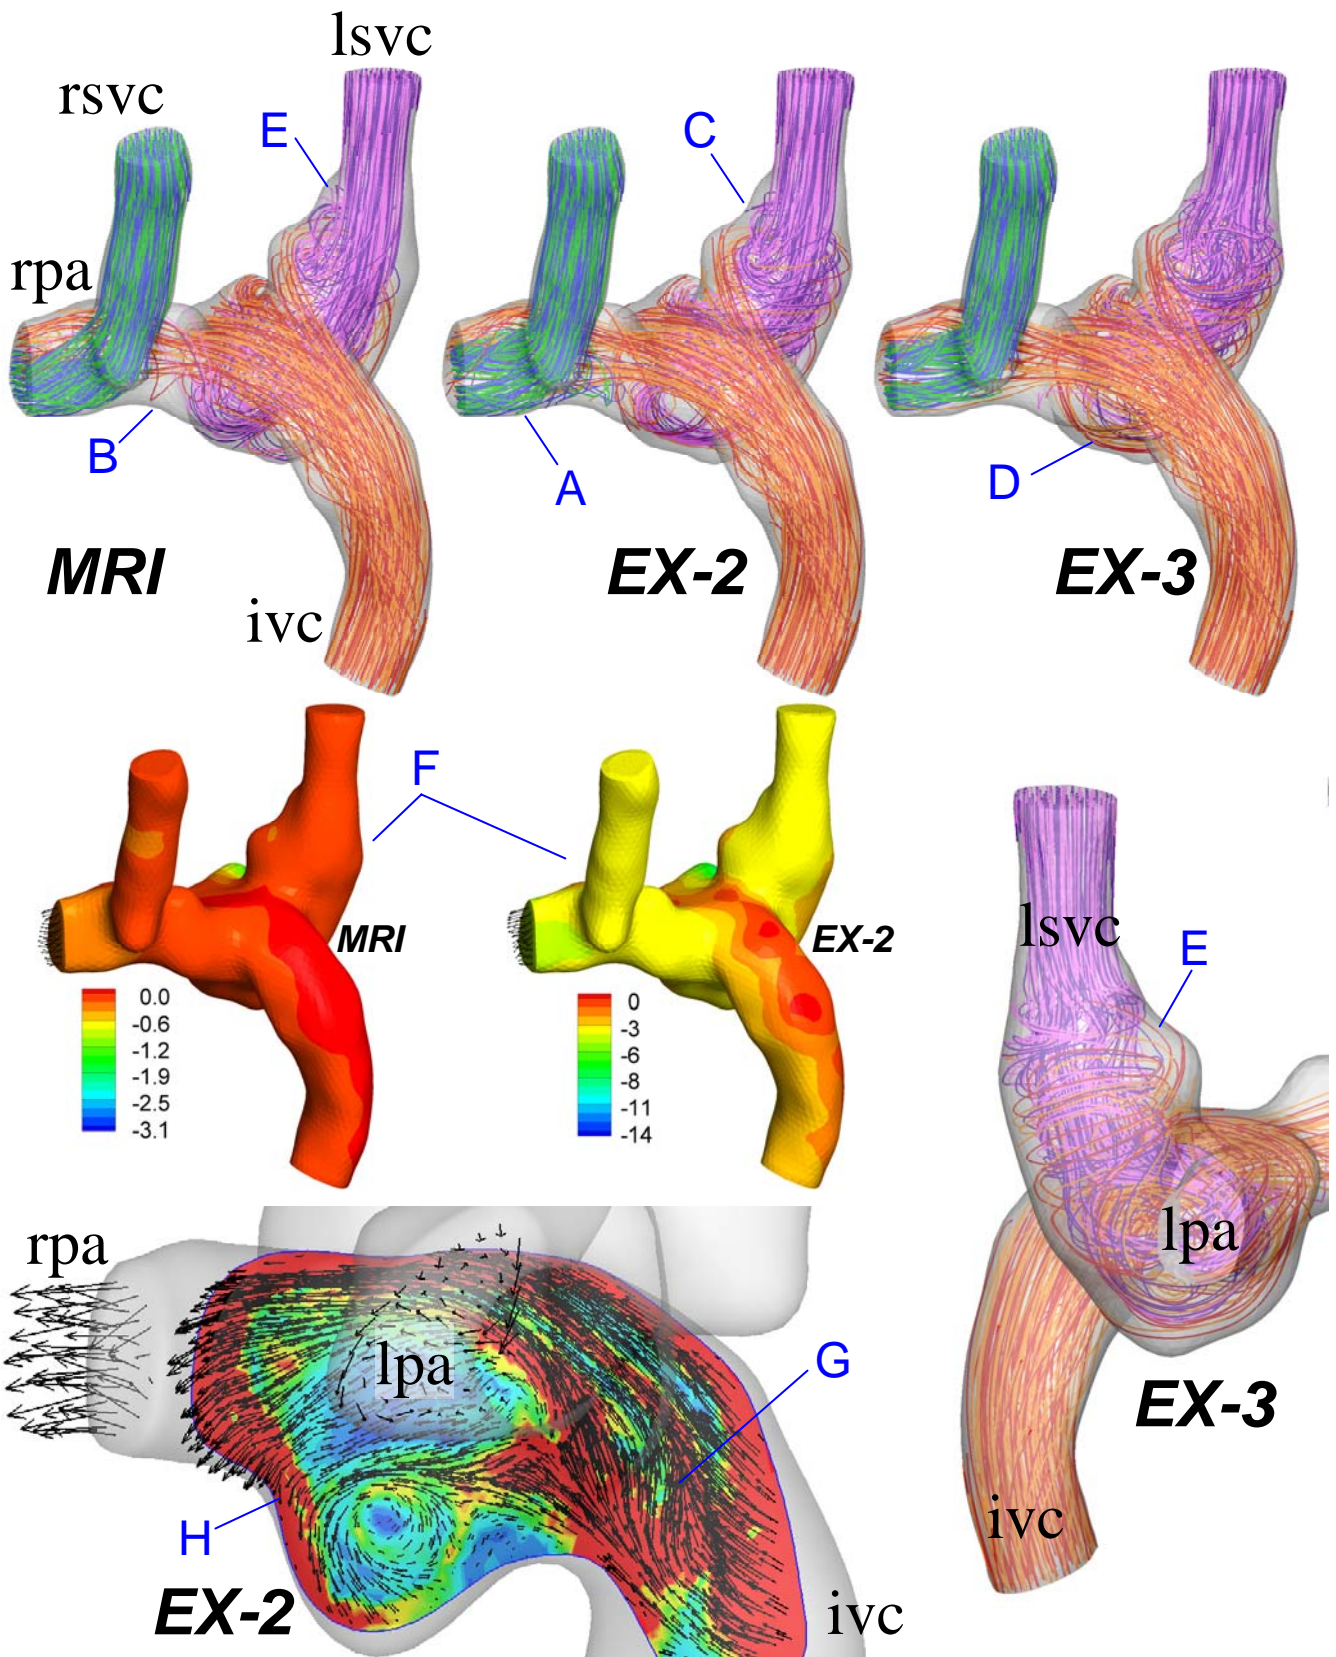 lsvc
rsvc
E
C
rpa
B
A
D
MRI
EX-2
EX-3
ivc
F
MRI
EX-2
0.0
-0.6
-1.2
-1.9
-2.5
-3.1
0
-3
-6
-8
-11
-14
lsvc
E
lpa
EX-3
ivc
rpa
lpa
G
H
EX-2
ivc